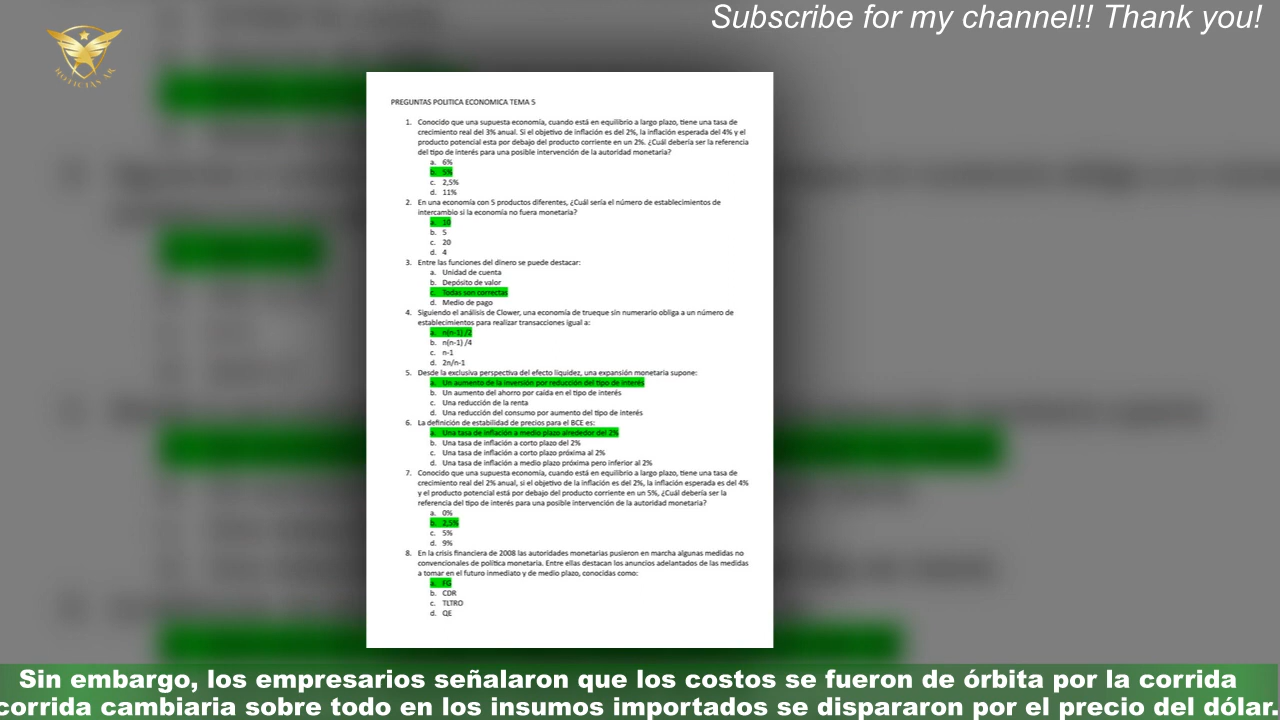 Subscribe for my channel!! Thank you!
NOTICIAS AR
PREGUNTAS POLITICA ECONOMICA TEMA 5
1. Conocido que una supuesta economía, cuando está en equilibrio a largo plazo, tiene una tasa de
crecimiento real del 3% anual. Si el objetivo de inflación es del 2%, la inflación esperada del 4% y el
producto potencial esta por debajo del producto corriente en un 2%. ¿Cuál debería ser la referencia
del tipo de interés para una posible intervención de la autoridad monetaria?
a. 6%
b. 5%
c. 2,5%
d. 11%
2. En una economía con 5 productos diferentes, ¿Cuál sería el número de establecimientos de
intercambio si la economía no fuera monetaria?
a. 10
b. 5
c. 20
d. 4
3. Entre las funciones del dinero se puede destacar:
a. Unidad de cuenta
b. Depósito de valor
c. Todas son correctas
d. Medio de pago
4. Siguiendo el análisis de Clower, una economía de trueque sin numerario obliga a un número de
establecimientos para realizar transacciones igual a:
a. n(n-1) /2
b. n(n-1) /4
c. n-1
d. 2n/n-1
5. Desde la exclusiva perspectiva del efecto liquidez, una expansión monetaria supone:
a. Un aumento de la inversión por reducción del tipo de interés
b. Un aumento del ahorro por caída en el tipo de interés
c. Una reducción de la renta
d. Una reducción del consumo por aumento del tipo de interés
6. La definición de estabilidad de precios para el BCE es:
a. Una tasa de inflación a medio plazo alrededor del 2%
b. Una tasa de inflación a corto plazo del 2%
c. Una tasa de inflación a corto plazo próxima al 2%
d. Una tasa de inflación a medio plazo próxima pero inferior al 2%
7. Conocido que una supuesta economía, cuando está en equilibrio a largo plazo, tiene una tasa de
crecimiento real del 2% anual, si el objetivo de la inflación es del 2%, la inflación esperada es del 4%
y el producto potencial está por debajo del producto corriente en un 5%, ¿Cuál debería ser la
referencia del tipo de interés para una posible intervención de la autoridad monetaria?
a. 0%
b. 2,5%
c. 5%
d. 9%
8. En la crisis financiera de 2008 las autoridades monetarias pusieron en marcha algunas medidas no
convencionales de política monetaria. Entre ellas destacan los anuncios adelantados de las medidas
a tomar en el futuro inmediato y de medio plazo, conocidas como:
a. FG
b. CDR
c. TLTRO
d. QE
Sin embargo, los empresarios señalaron que los costos se fueron de órbita por la corrida
corrida cambiaria sobre todo en los insumos importados se dispararon por el precio del dólar.